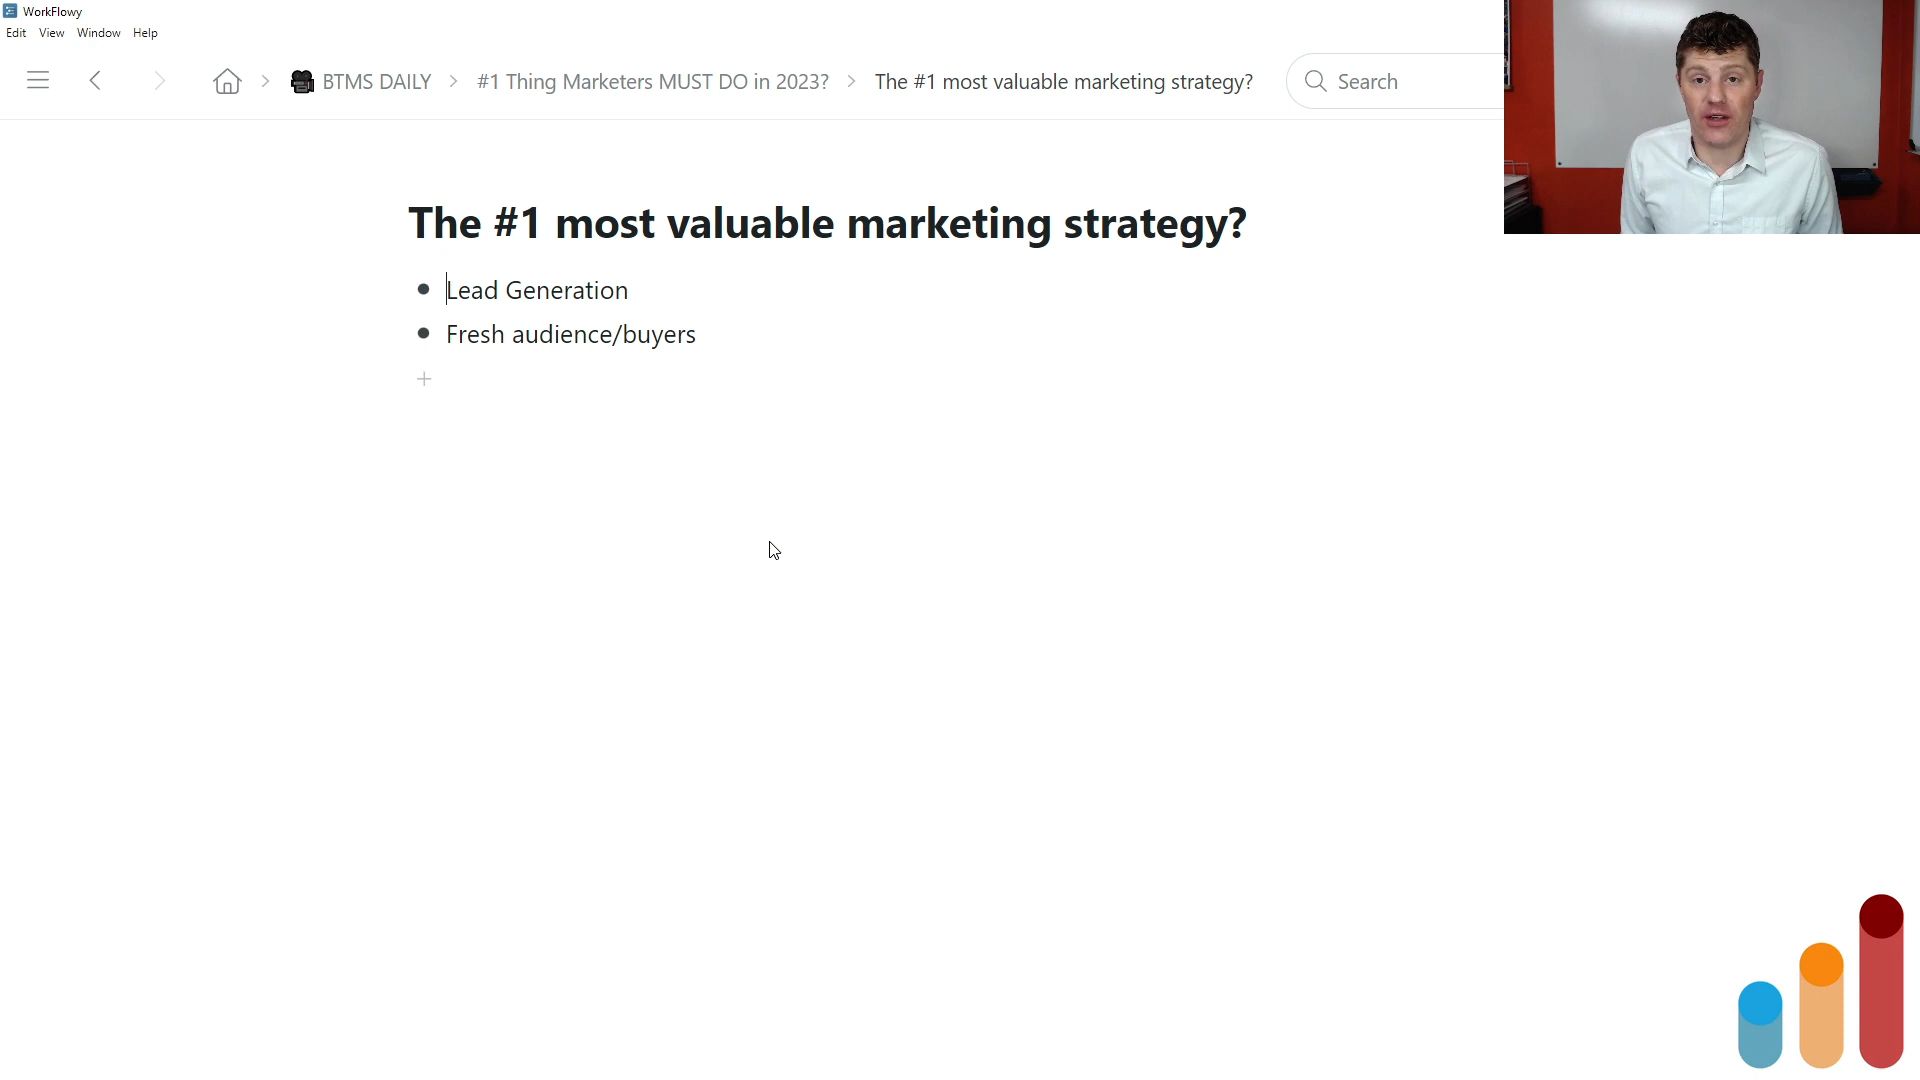 WorkFlowy
Edit View Window Help
BTMS DAILY > #1 Thing Marketers MUST DO in 2023? > The #1 most valuable marketing strategy? Search
The #1 most valuable marketing strategy?
Lead Generation
Fresh audience/buyers